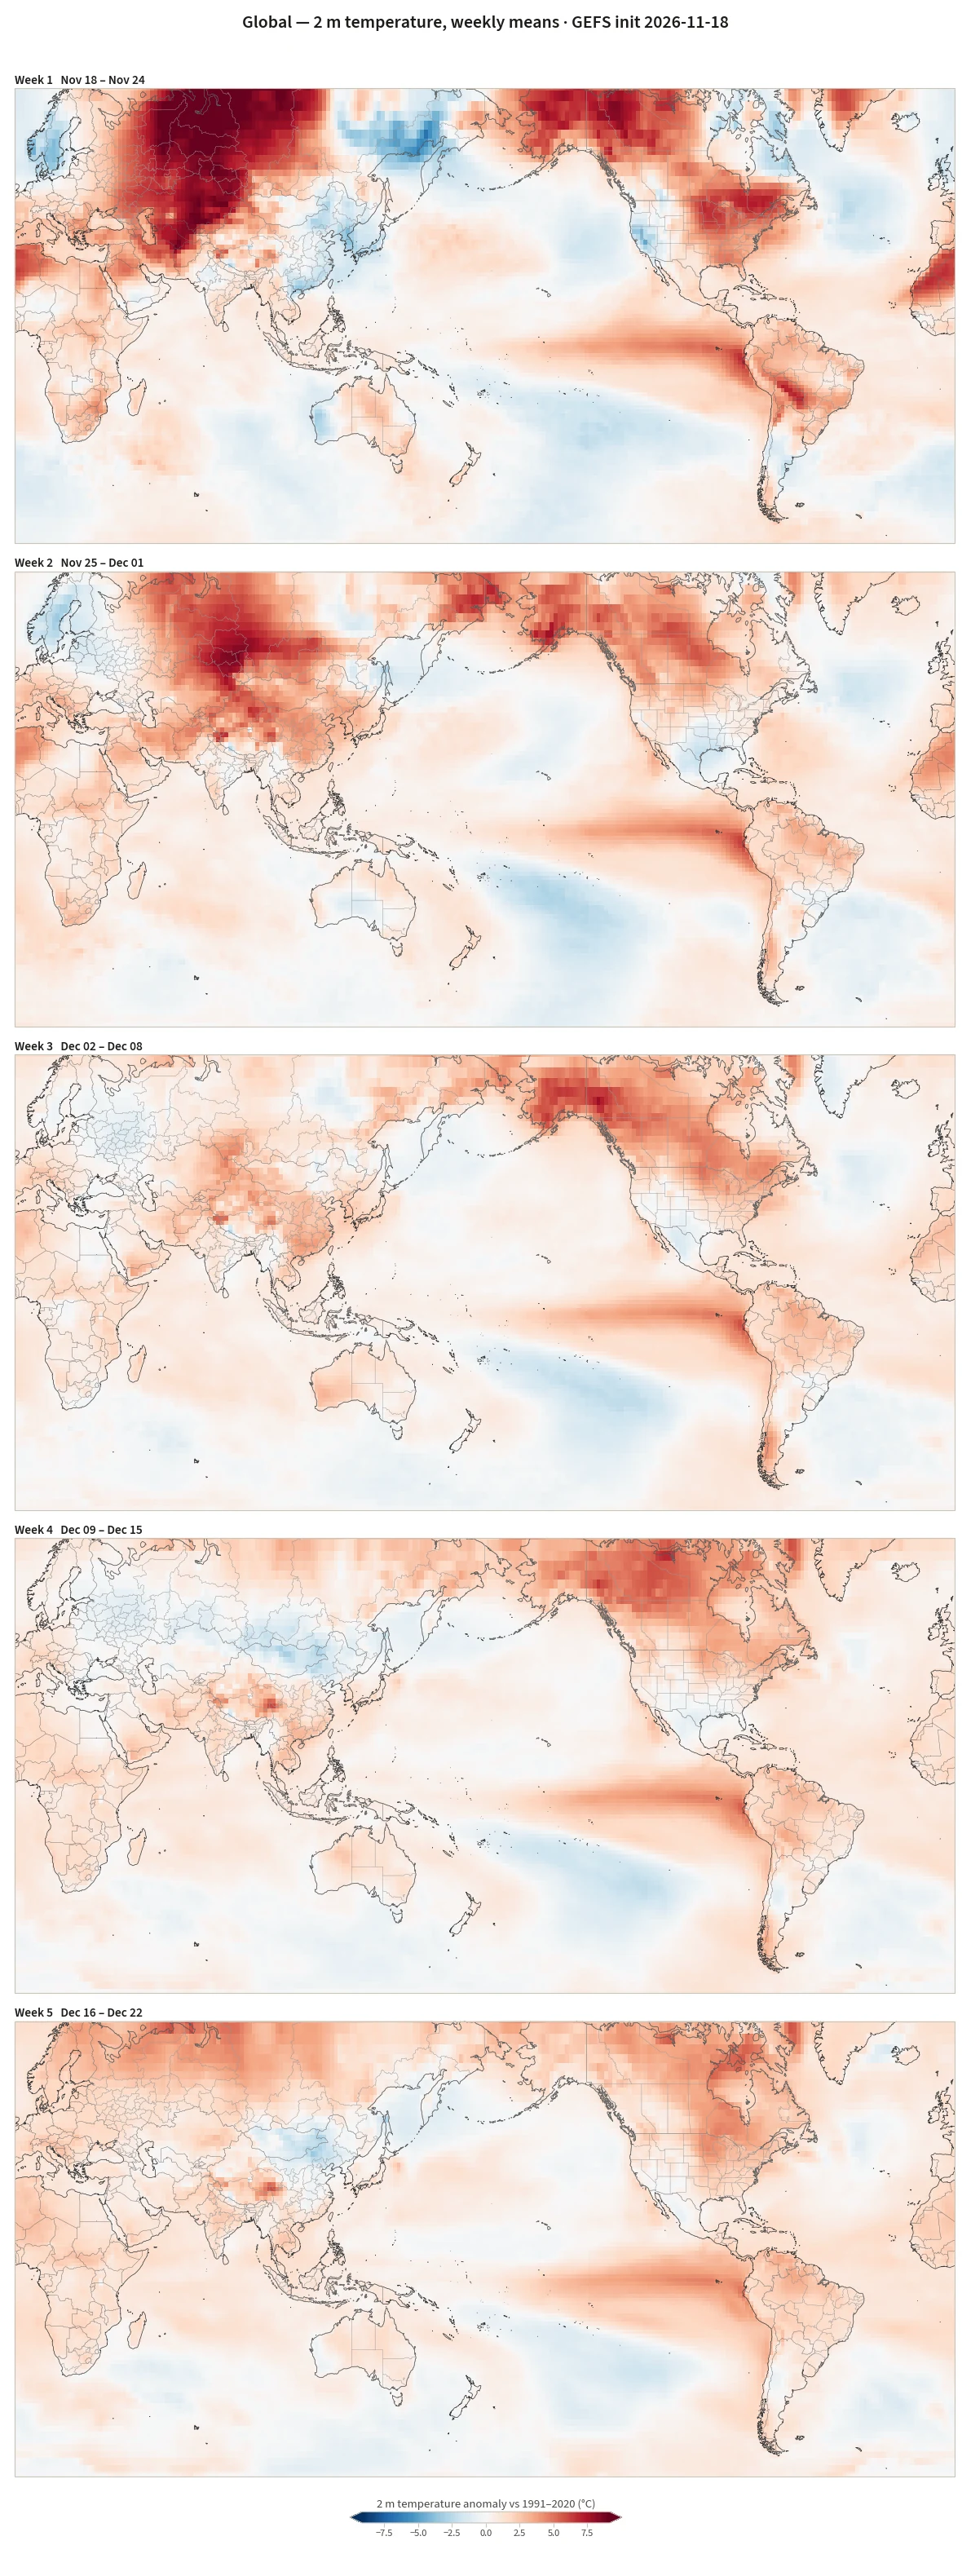 Global — 2 m temperature, weekly means · GEFS init 2026-11-18
Week 1 Nov 18 – Nov 24
Week 2 Nov 25 – Dec 01
Week 3 Dec 02 – Dec 08
Week 4 Dec 09 – Dec 15
Week 5 Dec 16 – Dec 22
2 m temperature anomaly vs 1991–2020 (°C)
−7.5 −5.0 −2.5 0.0 2.5 5.0 7.5